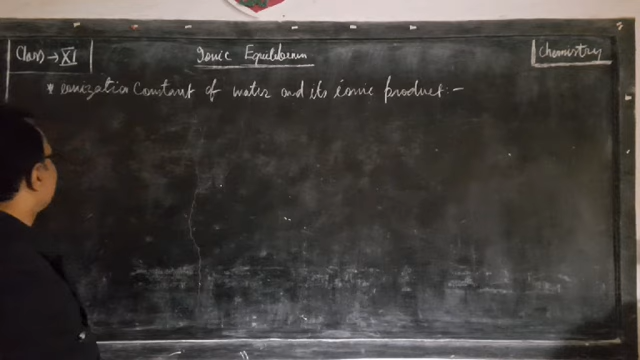 Class → XI
Ionic Equilibrium
Chemistry
* ionization Constant of water and its ionic product:-